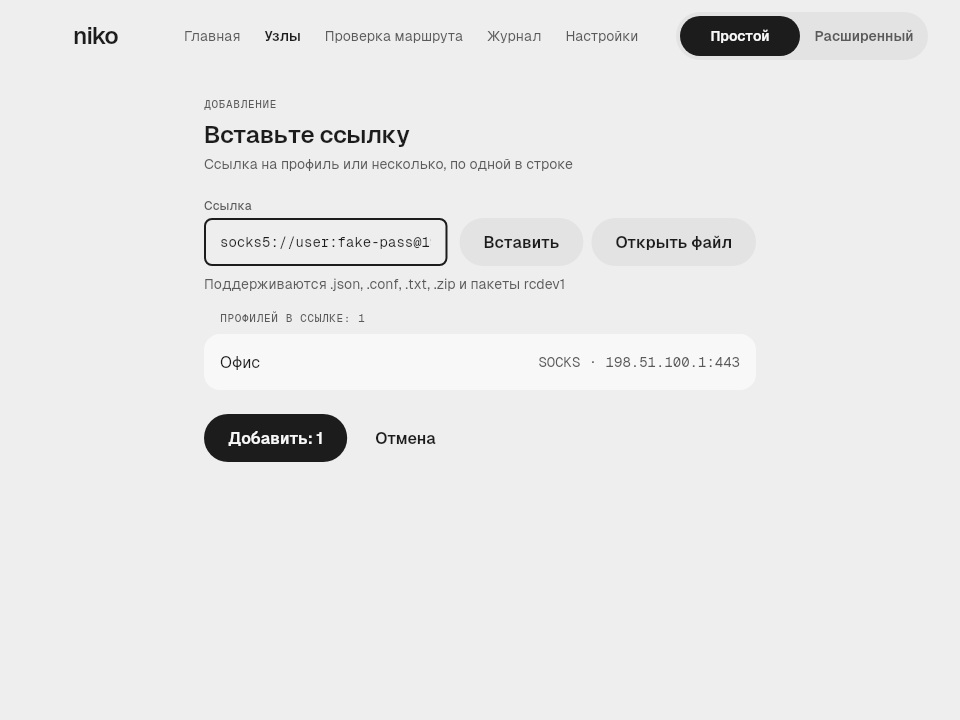 niko
Главная Узлы Проверка маршрута Журнал Настройки Простой Расширенный
ДОБАВЛЕНИЕ
Вставьте ссылку
Ссылка на профиль или несколько, по одной в строке
Ссылка
socks5://user:fake-pass@1 Вставить Открыть файл
Поддерживаются .json, .conf, .txt, .zip и пакеты rcdev1
ПРОФИЛЕЙ В ССЫЛКЕ: 1
Офис SOCKS · 198.51.100.1:443
Добавить: 1 Отмена